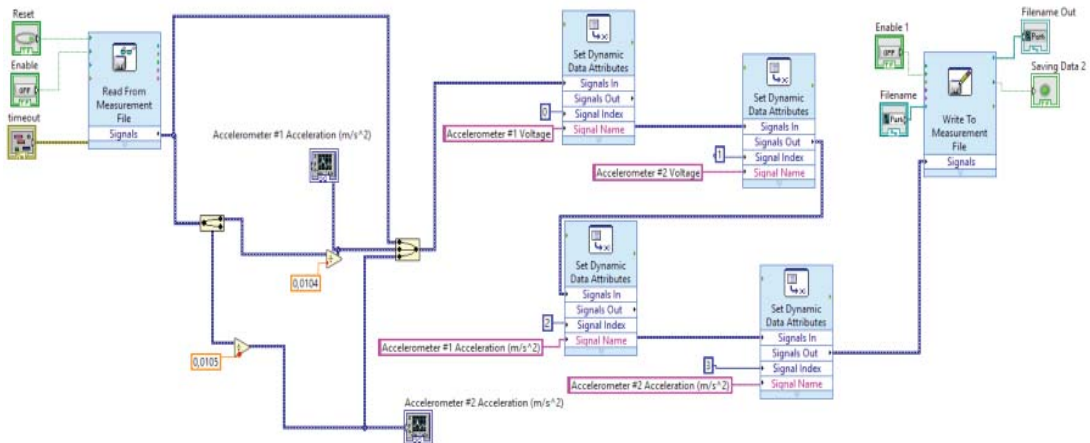 Reset
Enable
OFF
timeout
Read From
Measurement
File
Signals
Accelerometer #1 Acceleration (m/s^2)
0,0104
0,0105
Accelerometer #2 Acceleration (m/s^2)
Set Dynamic
Data Attributes
Signals In
Signals Out
Signal Index
Signal Name
0
Accelerometer #1 Voltage
Set Dynamic
Data Attributes
Signals In
Signals Out
Signal Index
Signal Name
1
Accelerometer #2 Voltage
Set Dynamic
Data Attributes
Signals In
Signals Out
Signal Index
Signal Name
2
Accelerometer #1 Acceleration (m/s^2)
Set Dynamic
Data Attributes
Signals In
Signals Out
Signal Index
Signal Name
3
Accelerometer #2 Acceleration (m/s^2)
Enable 1
OFF
Filename
Path
Write To
Measurement
File
Signals
Filename Out
Path
Saving Data 2